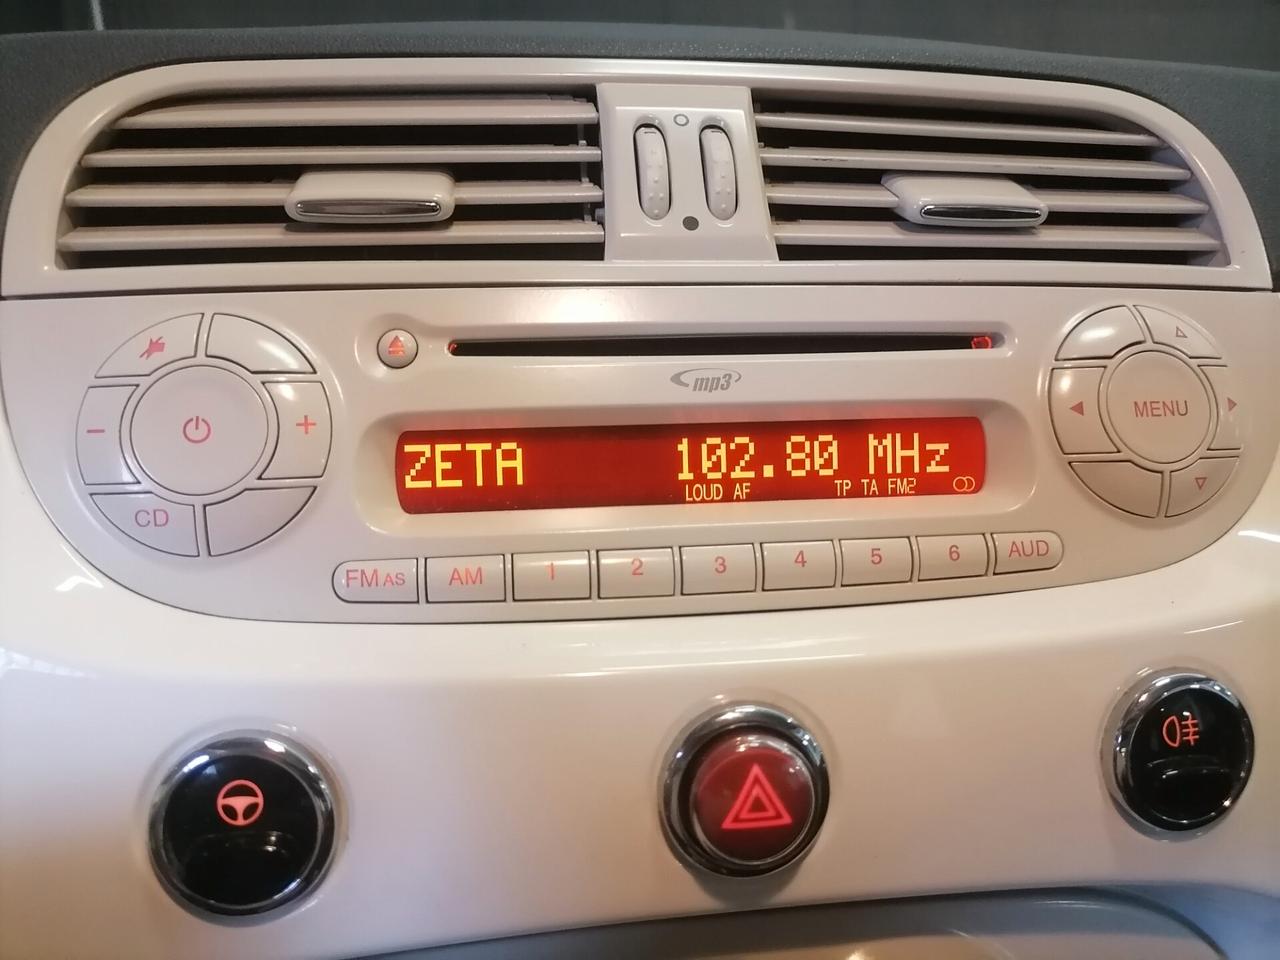 mp3
ZETA 102.80 MHz
LOUD AF TP TA FM2
MENU
CD
FM AS AM 1 2 3 4 5 6 AUD